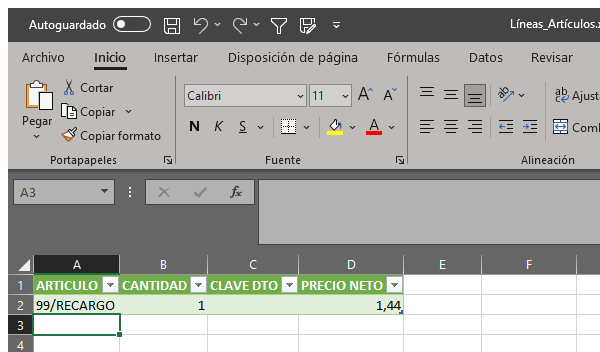 Autoguardado
Líneas_Artículos.x
Archivo Inicio Insertar Disposición de página Fórmulas Datos Revisar
Pegar
Cortar
Copiar
Copiar formato
Portapapeles
Calibri 11 A A
N K S A
Fuente
ab Ajusta
Comb
Alineación
A3 fx
A B C D E F
1 ARTICULO CANTIDAD CLAVE DTO PRECIO NETO
2 99/RECARGO 1 1,44
3
4